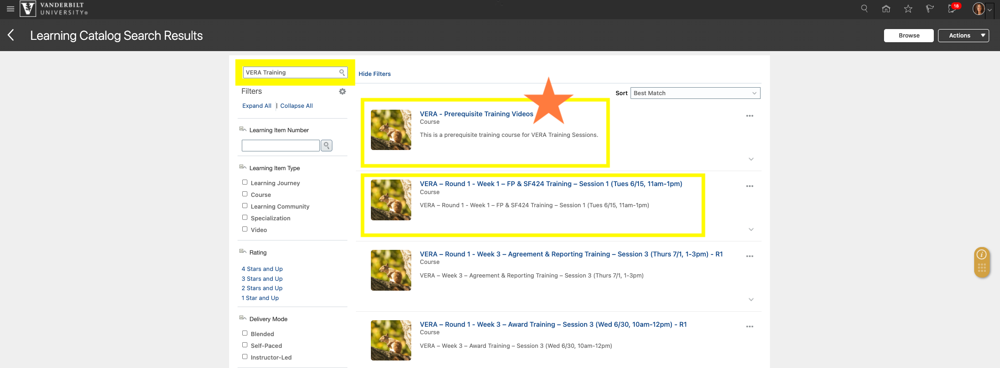 VANDERBILT
UNIVERSITY®
18
Learning Catalog Search Results
Browse
Actions
VERA Training
Hide Filters
Filters
Expand All | Collapse All
Sort Best Match
Learning Item Number
Learning Item Type
Learning Journey
Course
Learning Community
Specialization
Video
Rating
4 Stars and Up
3 Stars and Up
2 Stars and Up
1 Star and Up
Delivery Mode
Blended
Self-Paced
Instructor-Led
VERA - Prerequisite Training Videos
Course
This is a prerequisite training course for VERA Training Sessions.
VERA – Round 1 - Week 1 – FP & SF424 Training – Session 1 (Tues 6/15, 11am-1pm)
Course
VERA – Round 1 - Week 1 – FP & SF424 Training – Session 1 (Tues 6/15, 11am-1pm)
VERA – Round 1 - Week 3 – Agreement & Reporting Training – Session 3 (Thurs 7/1, 1-3pm) - R1
Course
VERA – Week 3 – Agreement & Reporting Training – Session 3 (Thurs 7/1, 1-3pm)
VERA – Round 1 - Week 3 – Award Training – Session 3 (Wed 6/30, 10am-12pm) - R1
Course
VERA – Week 3 – Award Training – Session 3 (Wed 6/30, 10am-12pm)